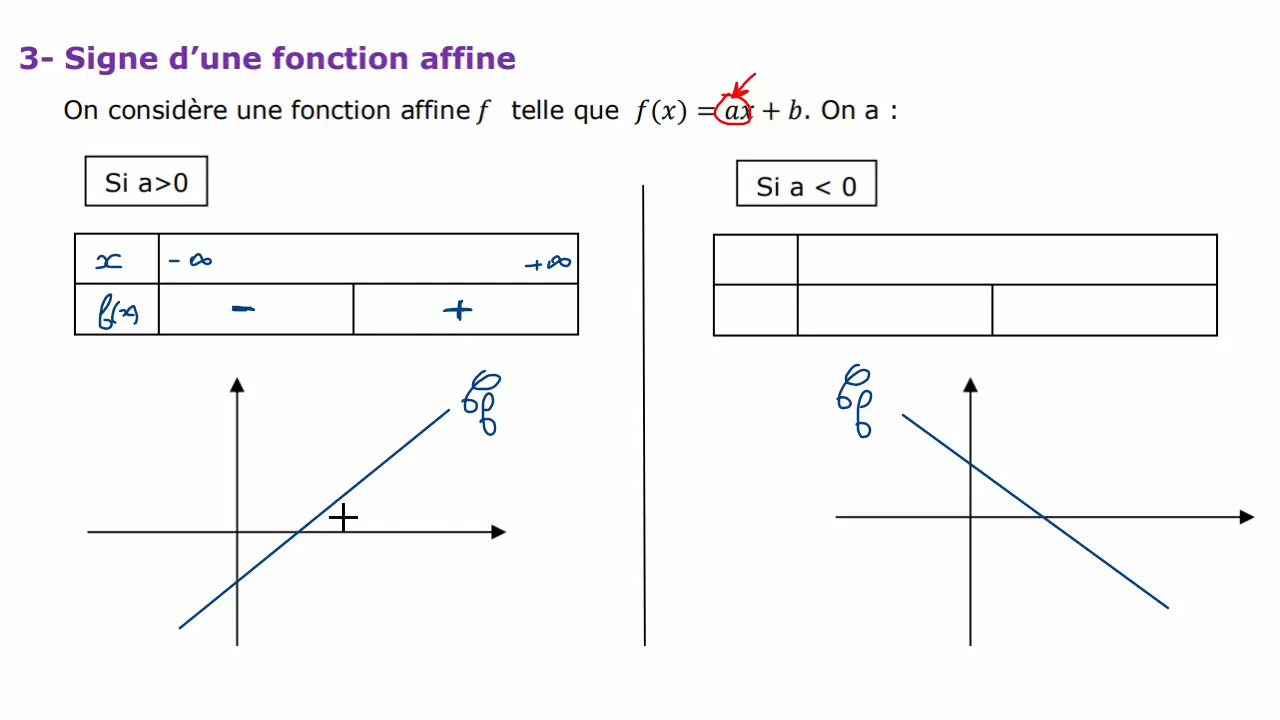 3- Signe d’une fonction affine
On considère une fonction affine f telle que f(x) = ax + b. On a :
Si a>0
x -∞ +∞
f(x) - +
Cf
Si a < 0
Cf